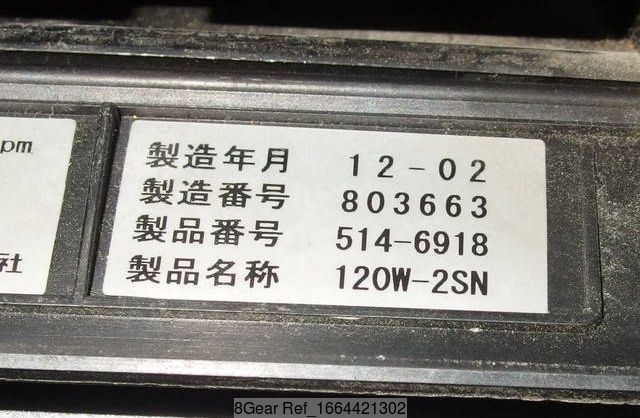 ppm
社
製造年月 12-02
製造番号 803663
製品番号 514-6918
製品名称 120W-2SN
8Gear Ref_1664421302